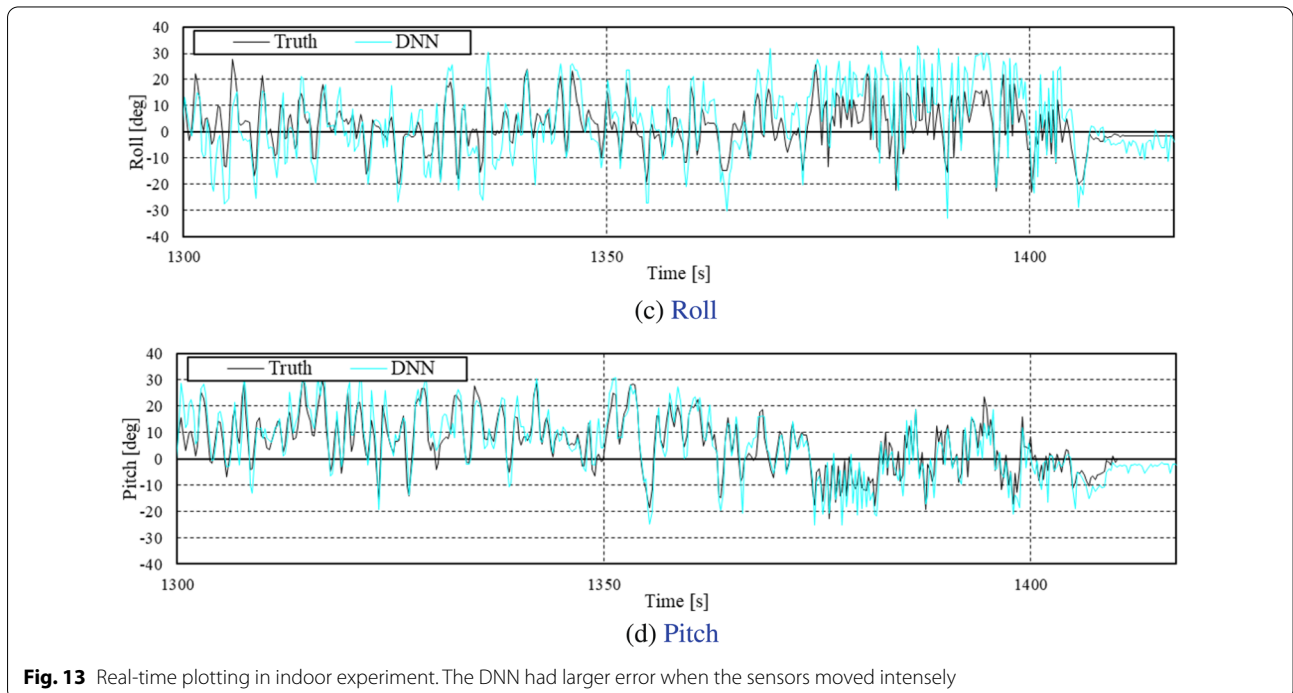 40
30
20
10
0
-10
-20
-30
-40
Roll [deg]
Truth DNN
1300 1350 1400
Time [s]
(c) Roll
40
30
20
10
0
-10
-20
-30
-40
Pitch [deg]
Truth DNN
1300 1350 1400
Time [s]
(d) Pitch
Fig. 13 Real-time plotting in indoor experiment. The DNN had larger error when the sensors moved intensely